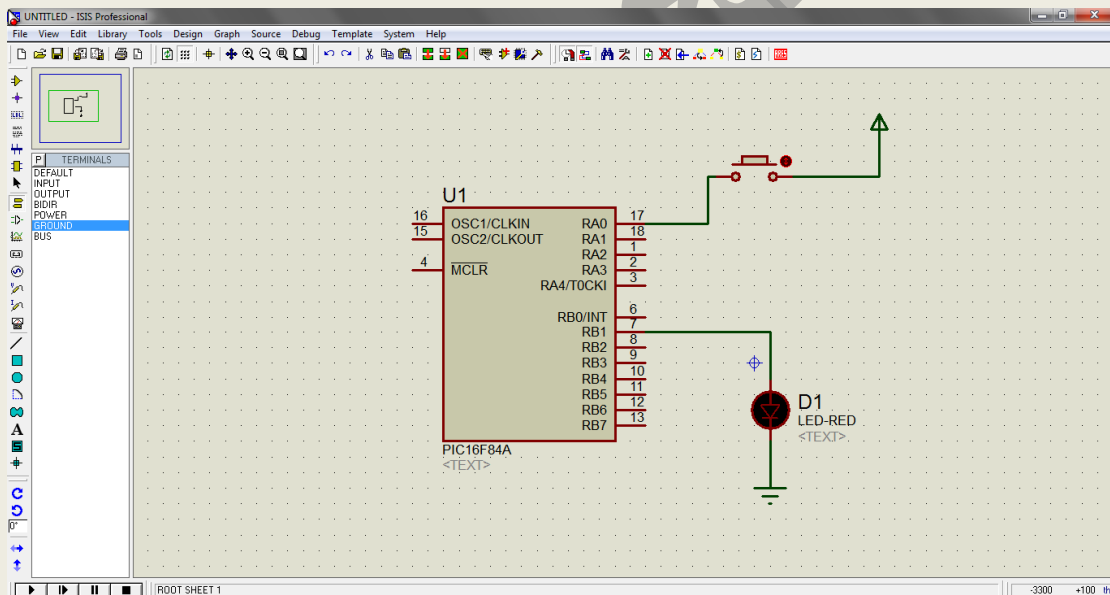 UNTITLED - ISIS Professional
File View Edit Library Tools Design Graph Source Debug Template System Help
P TERMINALS
DEFAULT
INPUT
OUTPUT
BIDIR
POWER
GROUND
BUS
U1
16 OSC1/CLKIN RA0 17
15 OSC2/CLKOUT RA1 18
RA2 1
4 MCLR RA3 2
RA4/T0CKI 3
RB0/INT 6
RB1 7
RB2 8
RB3 9
RB4 10
RB5 11
RB6 12
RB7 13
PIC16F84A
<TEXT>
D1
LED-RED
<TEXT>
A
0°
ROOT SHEET 1
-3300 +100 th